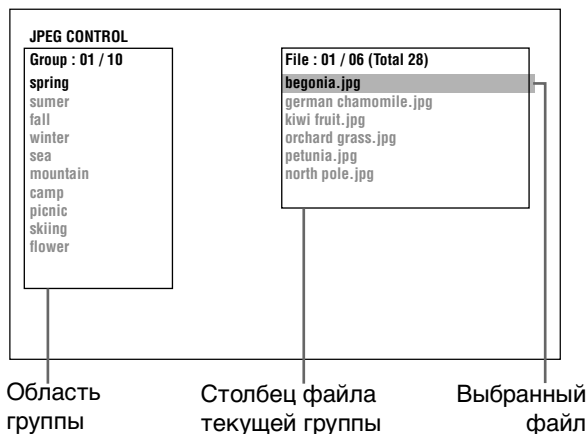 JPEG CONTROL
Group : 01 / 10
spring
sumer
fall
winter
sea
mountain
camp
picnic
skiing
flower
File : 01 / 06 (Total 28)
begonia.jpg
german chamomile.jpg
kiwi fruit.jpg
orchard grass.jpg
petunia.jpg
north pole.jpg
Область
группы
Столбец файла
текущей группы
Выбранный
файл